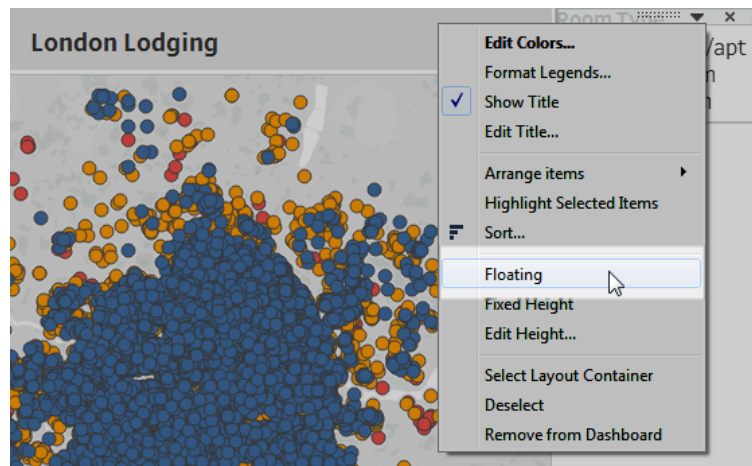 London Lodging
Room Type
/apt
m
Edit Colors...
Format Legends...
Show Title
Edit Title...
Arrange items
Highlight Selected Items
Sort...
Floating
Fixed Height
Edit Height...
Select Layout Container
Deselect
Remove from Dashboard